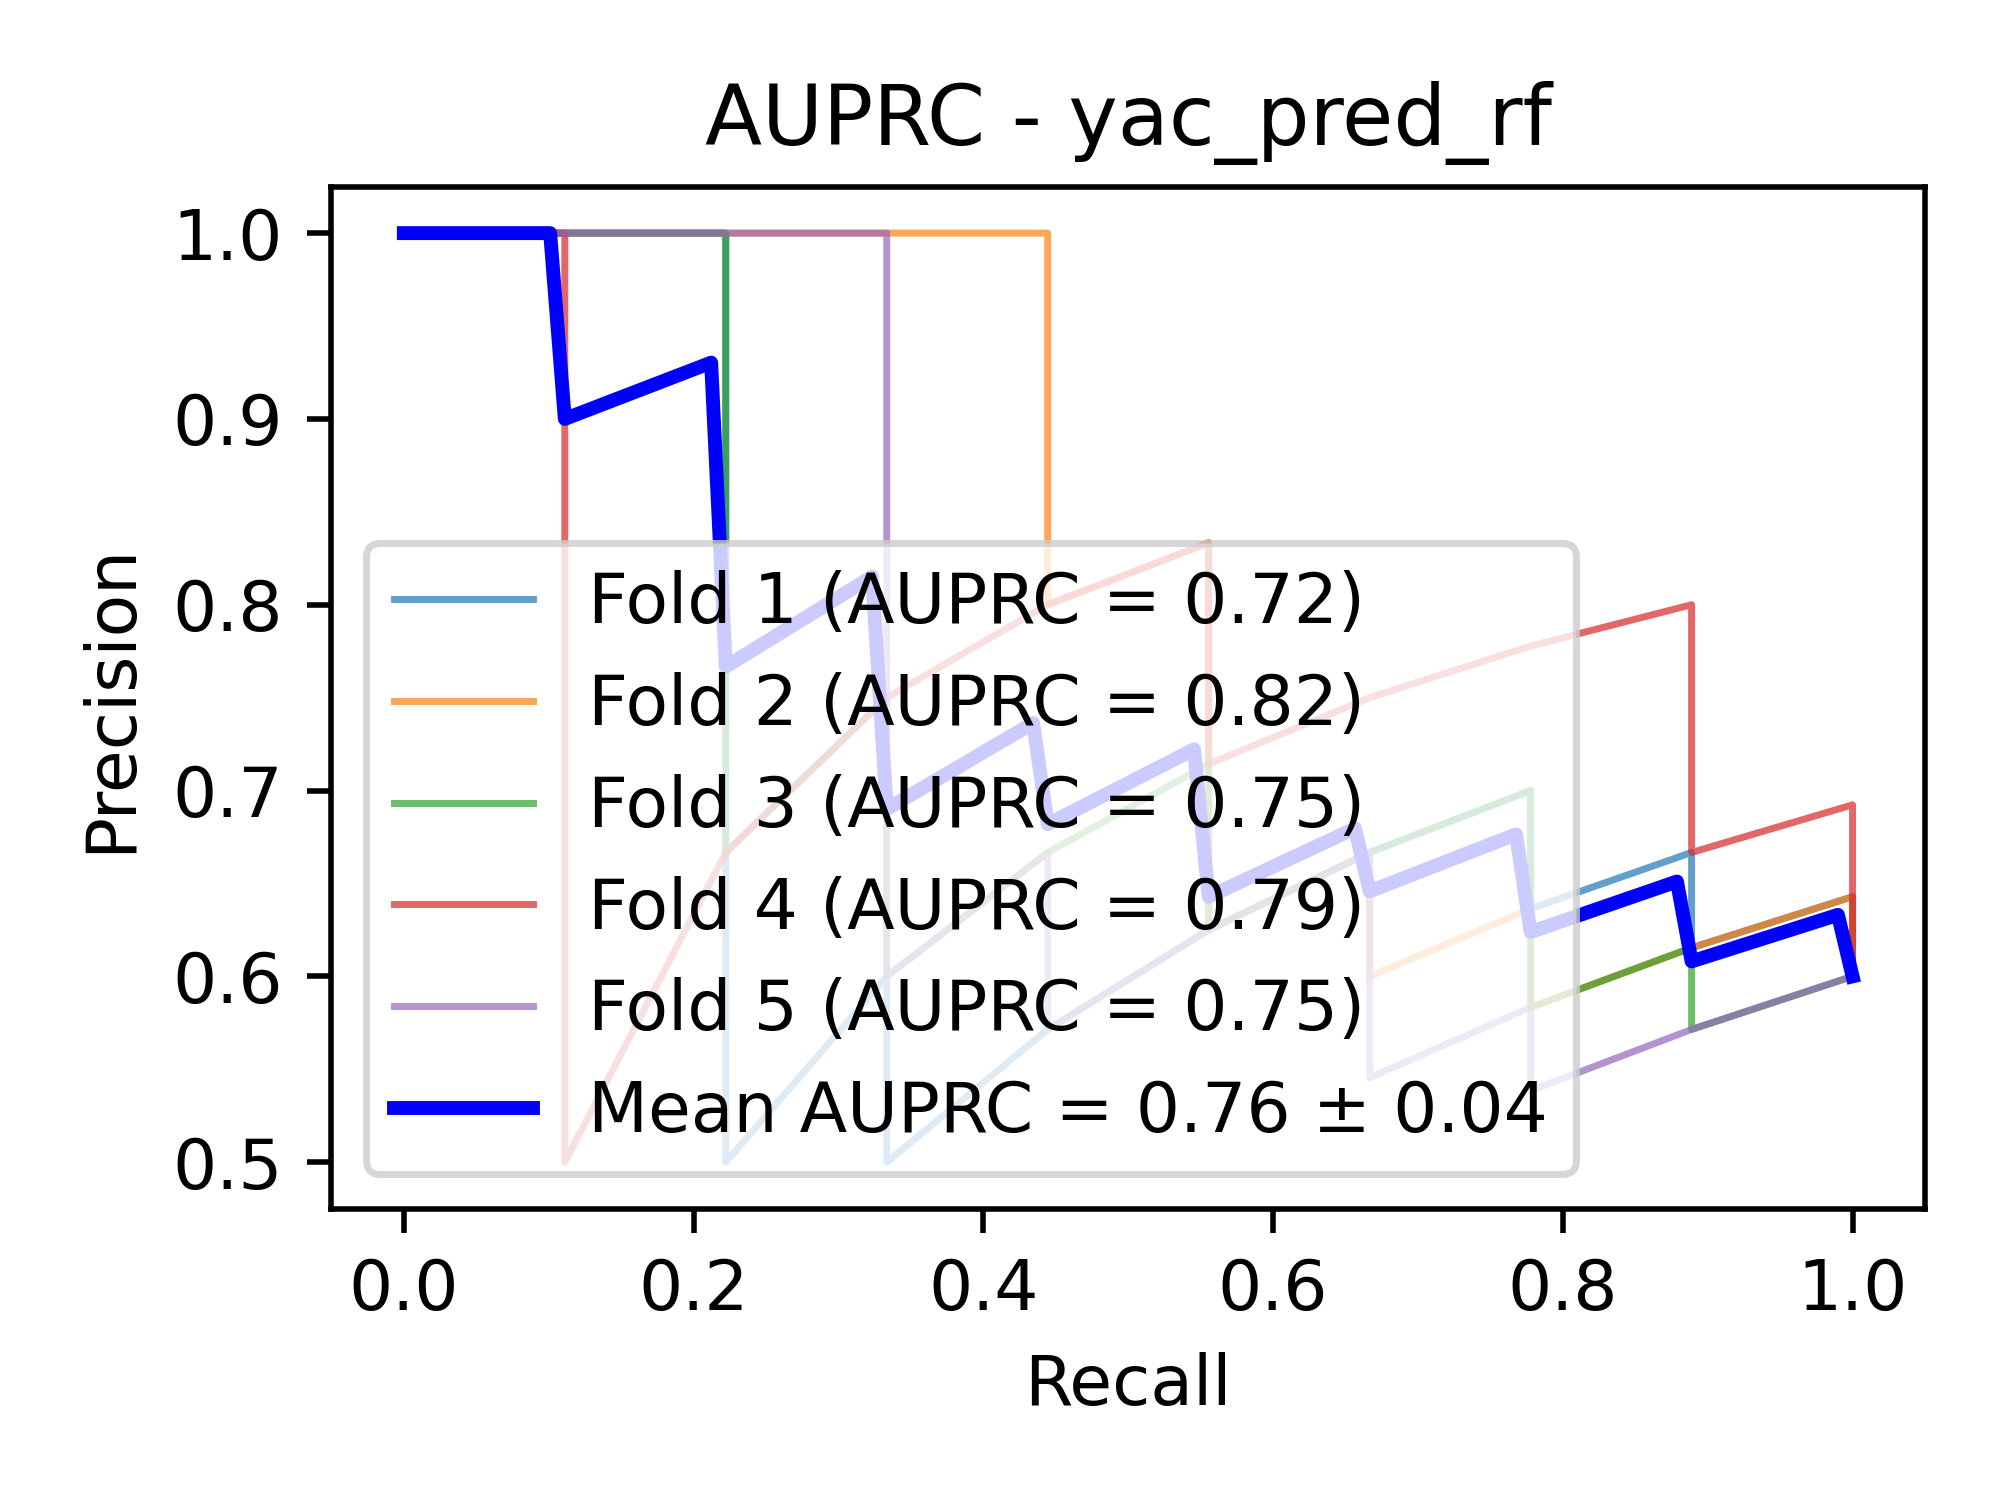 AUPRC - yac_pred_rf
1.0
0.9
0.8
0.7
0.6
0.5
Precision
Fold 1 (AUPRC = 0.72)
Fold 2 (AUPRC = 0.82)
Fold 3 (AUPRC = 0.75)
Fold 4 (AUPRC = 0.79)
Fold 5 (AUPRC = 0.75)
Mean AUPRC = 0.76 ± 0.04
0.0 0.2 0.4 0.6 0.8 1.0
Recall